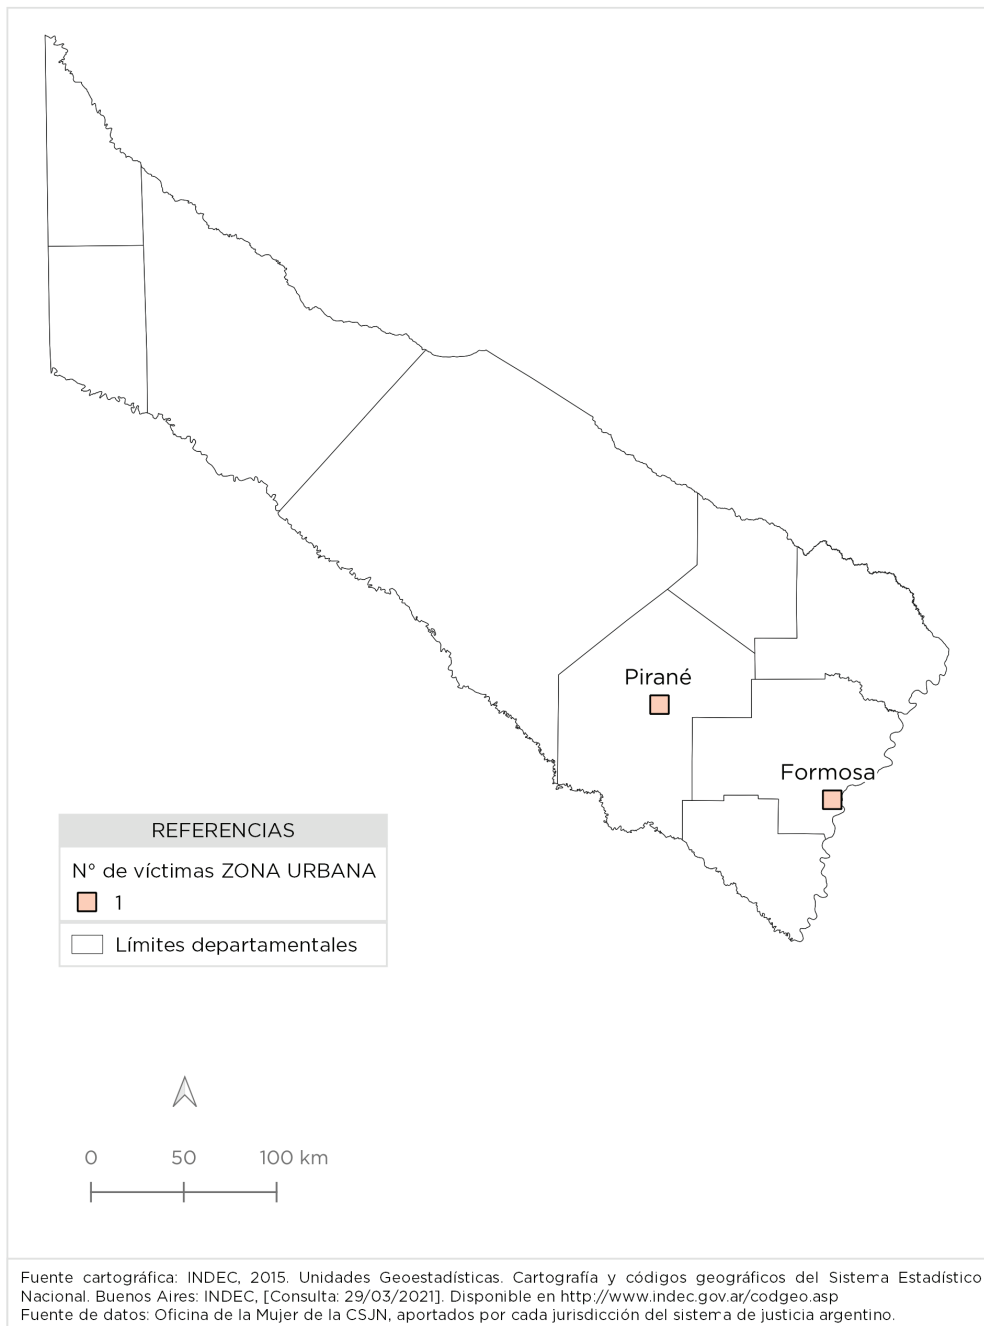 Pirané
Formosa
REFERENCIAS
N° de víctimas ZONA URBANA
1
Límites departamentales
0 50 100 km
Fuente cartográfica: INDEC, 2015. Unidades Geoestadísticas. Cartografía y códigos geográficos del Sistema Estadístico
Nacional. Buenos Aires: INDEC, [Consulta: 29/03/2021]. Disponible en http://www.indec.gov.ar/codgeo.asp
Fuente de datos: Oficina de la Mujer de la CSJN, aportados por cada jurisdicción del sistema de justicia argentino.